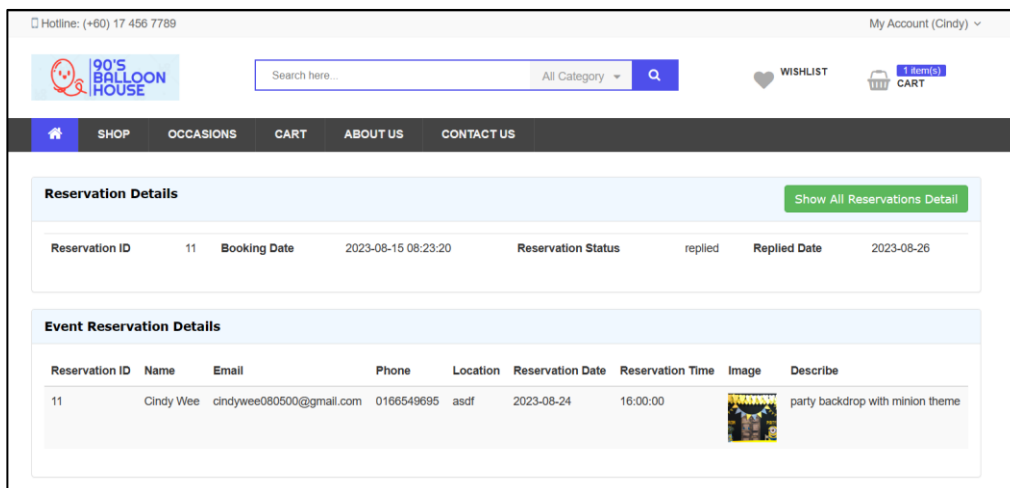 Hotline: (+60) 17 456 7789 My Account (Cindy)
90'S
BALLOON
HOUSE
Search here... All Category
WISHLIST
1 item(s)
CART
SHOP OCCASIONS CART ABOUT US CONTACT US
Reservation Details Show All Reservations Detail
Reservation ID 11 Booking Date 2023-08-15 08:23:20 Reservation Status replied Replied Date 2023-08-26
Event Reservation Details
Reservation ID Name Email Phone Location Reservation Date Reservation Time Image Describe
11 Cindy Wee cindywee080500@gmail.com 0166549695 asdf 2023-08-24 16:00:00 party backdrop with minion theme